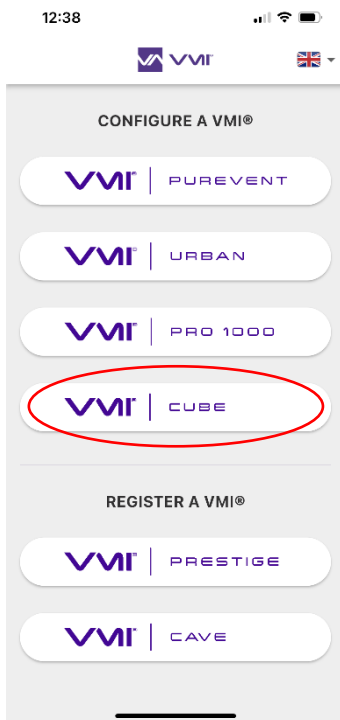 12:38
VMI®
CONFIGURE A VMI®
VMI® | PUREVENT
VMI® | URBAN
VMI® | PRO 1000
VMI® | CUBE
REGISTER A VMI®
VMI® | PRESTIGE
VMI® | CAVE